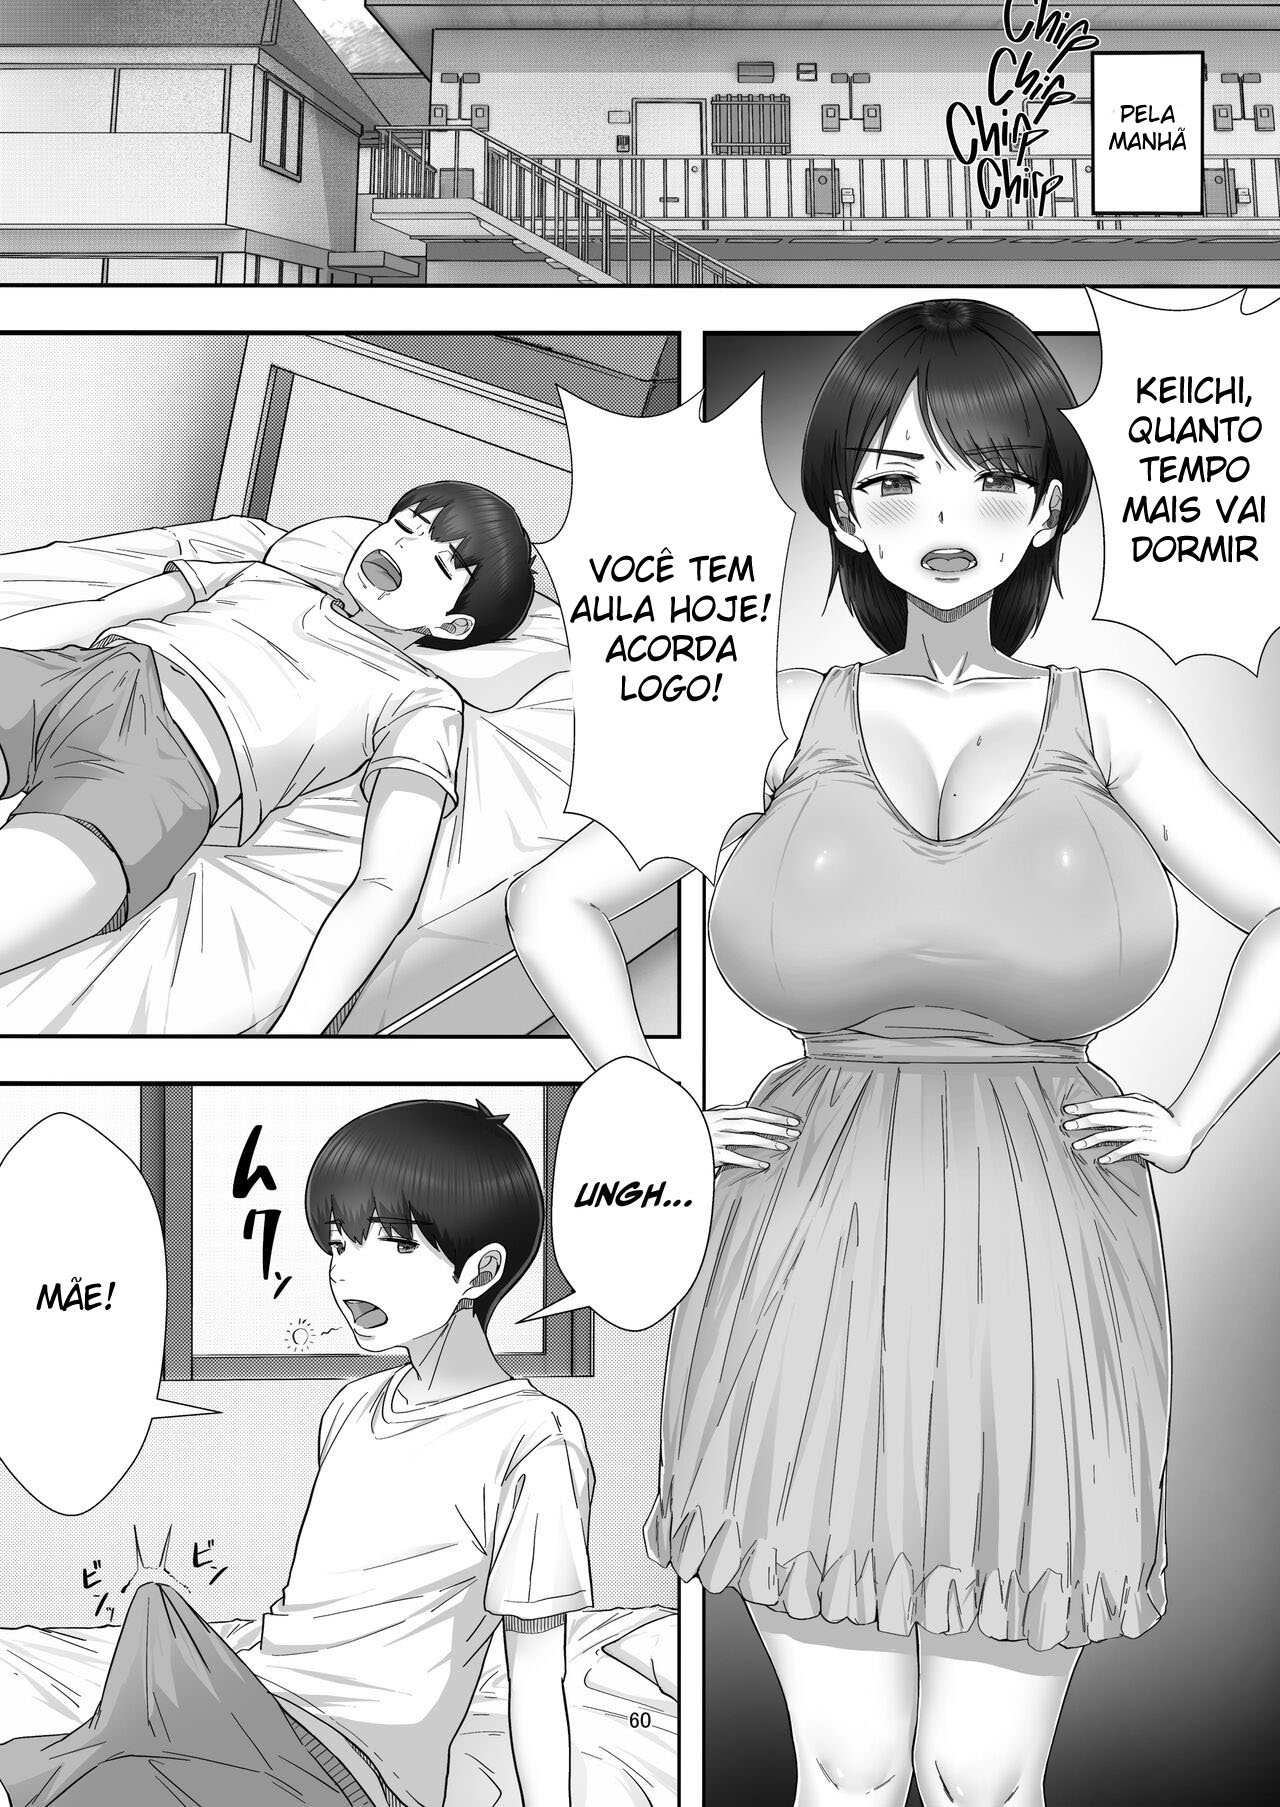 Chirp
Chirp
Chirp
Chirp
PELA
MANHÃ
KEIICHI,
QUANTO
TEMPO
MAIS VAI
DORMIR
VOCÊ TEM
AULA HOJE!
ACORDA
LOGO!
UNGH...
ムクッ
MÃE!
ビン
ビンッ
60